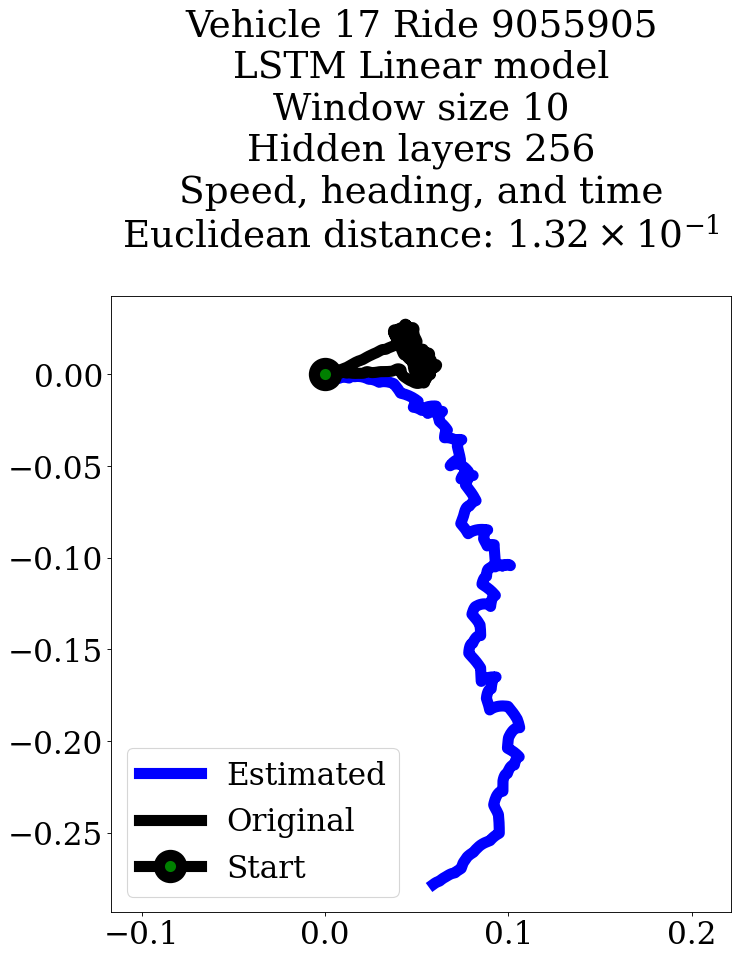 Vehicle 17 Ride 9055905
LSTM Linear model
Window size 10
Hidden layers 256
Speed, heading, and time
Euclidean distance: 1.32 × 10⁻¹
0.00
−0.05
−0.10
−0.15
−0.20
−0.25
Estimated
Original
Start
−0.1 0.0 0.1 0.2